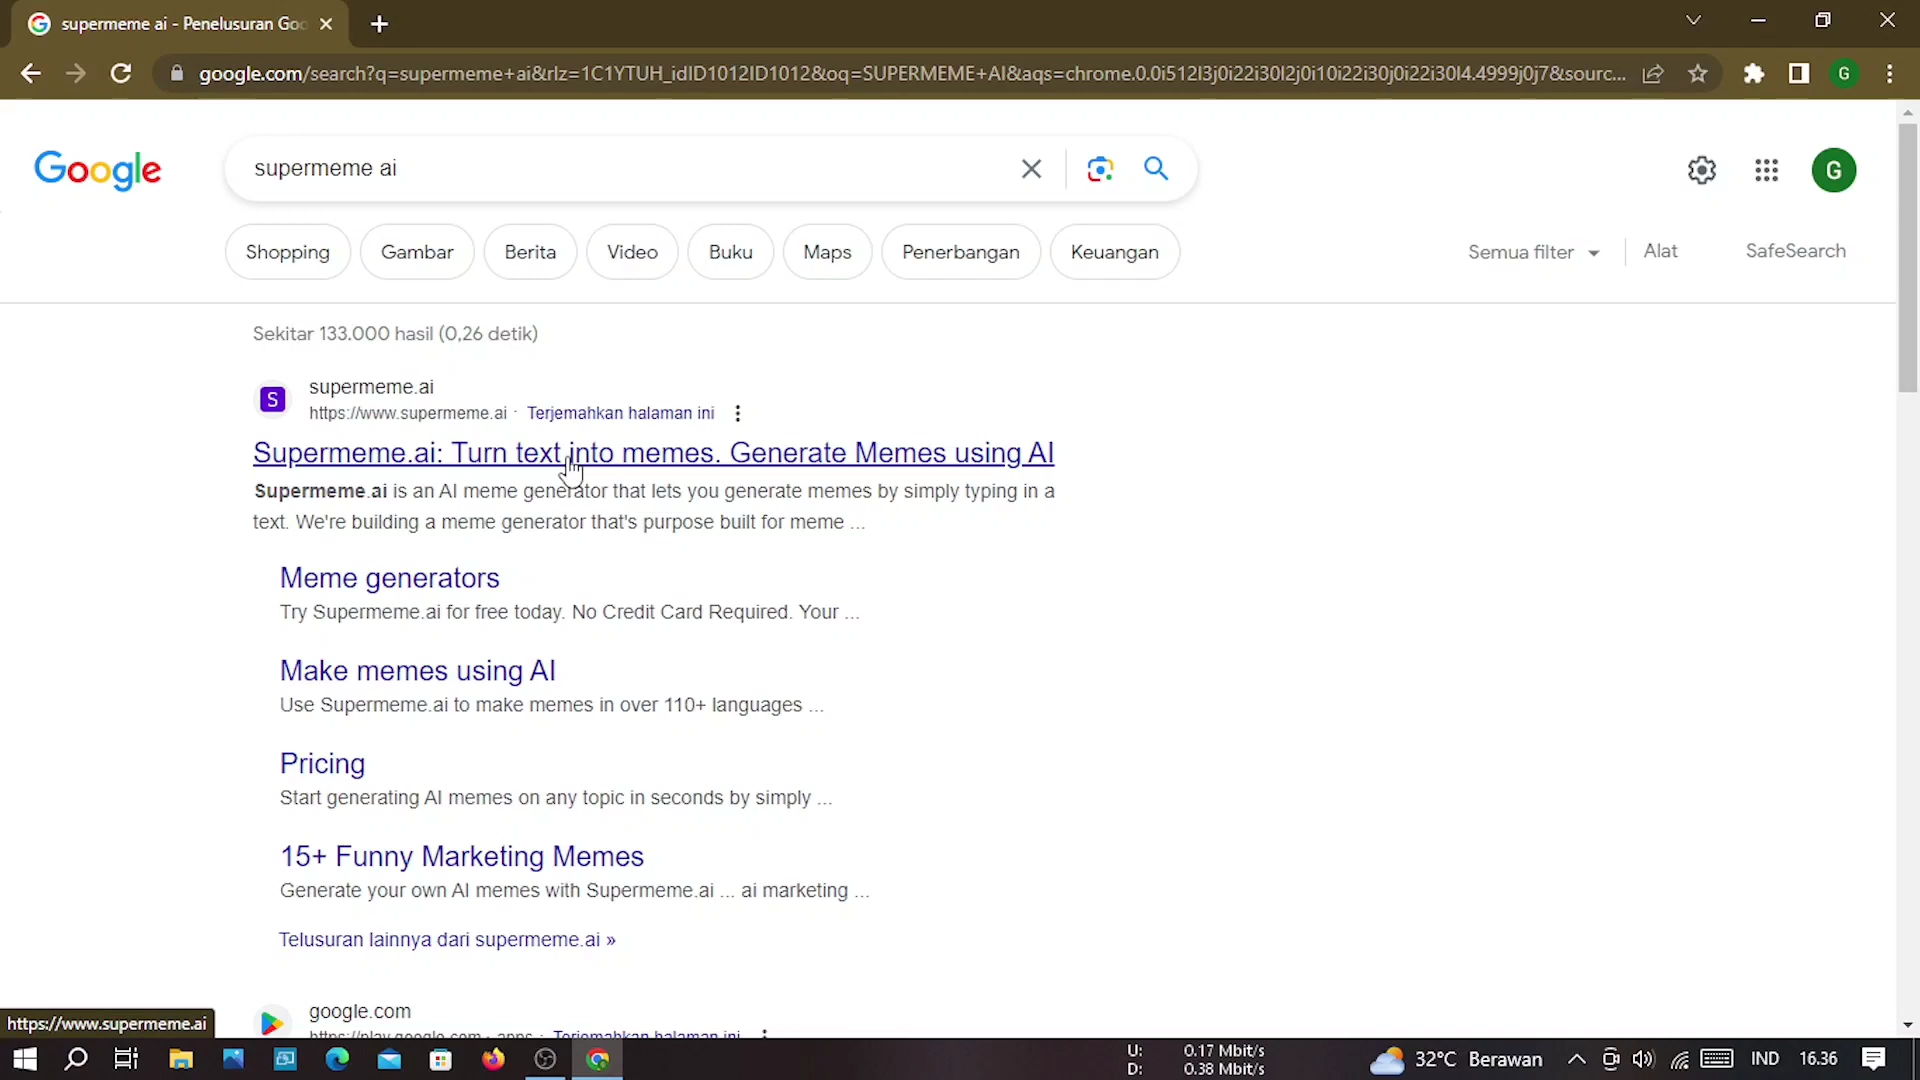 supermeme ai - Penelusuran Goo
google.com/search?q=supermeme+ai&rlz=1C1YTUH_idID1012ID1012&oq=SUPERMEME+AI&aqs=chrome.0.0i512l3j0i22i30l2j0i10i22i30j0i22i30l4.4999j0j7&sourc...
G
Google
supermeme ai
G
Shopping
Gambar
Berita
Video
Buku
Maps
Penerbangan
Keuangan
Semua filter
Alat
SafeSearch
Sekitar 133.000 hasil (0,26 detik)
S
supermeme.ai
https://www.supermeme.ai · Terjemahkan halaman ini
Supermeme.ai: Turn text into memes. Generate Memes using AI
Supermeme.ai is an AI meme generator that lets you generate memes by simply typing in a
text. We're building a meme generator that's purpose built for meme ...
Meme generators
Try Supermeme.ai for free today. No Credit Card Required. Your ...
Make memes using AI
Use Supermeme.ai to make memes in over 110+ languages ...
Pricing
Start generating AI memes on any topic in seconds by simply ...
15+ Funny Marketing Memes
Generate your own AI memes with Supermeme.ai ... ai marketing ...
Telusuran lainnya dari supermeme.ai »
google.com
https://play.google.com · apps · Terjemahkan halaman ini
https://www.supermeme.ai
U: 0.17 Mbit/s
D: 0.38 Mbit/s
32°C Berawan
IND
16.36